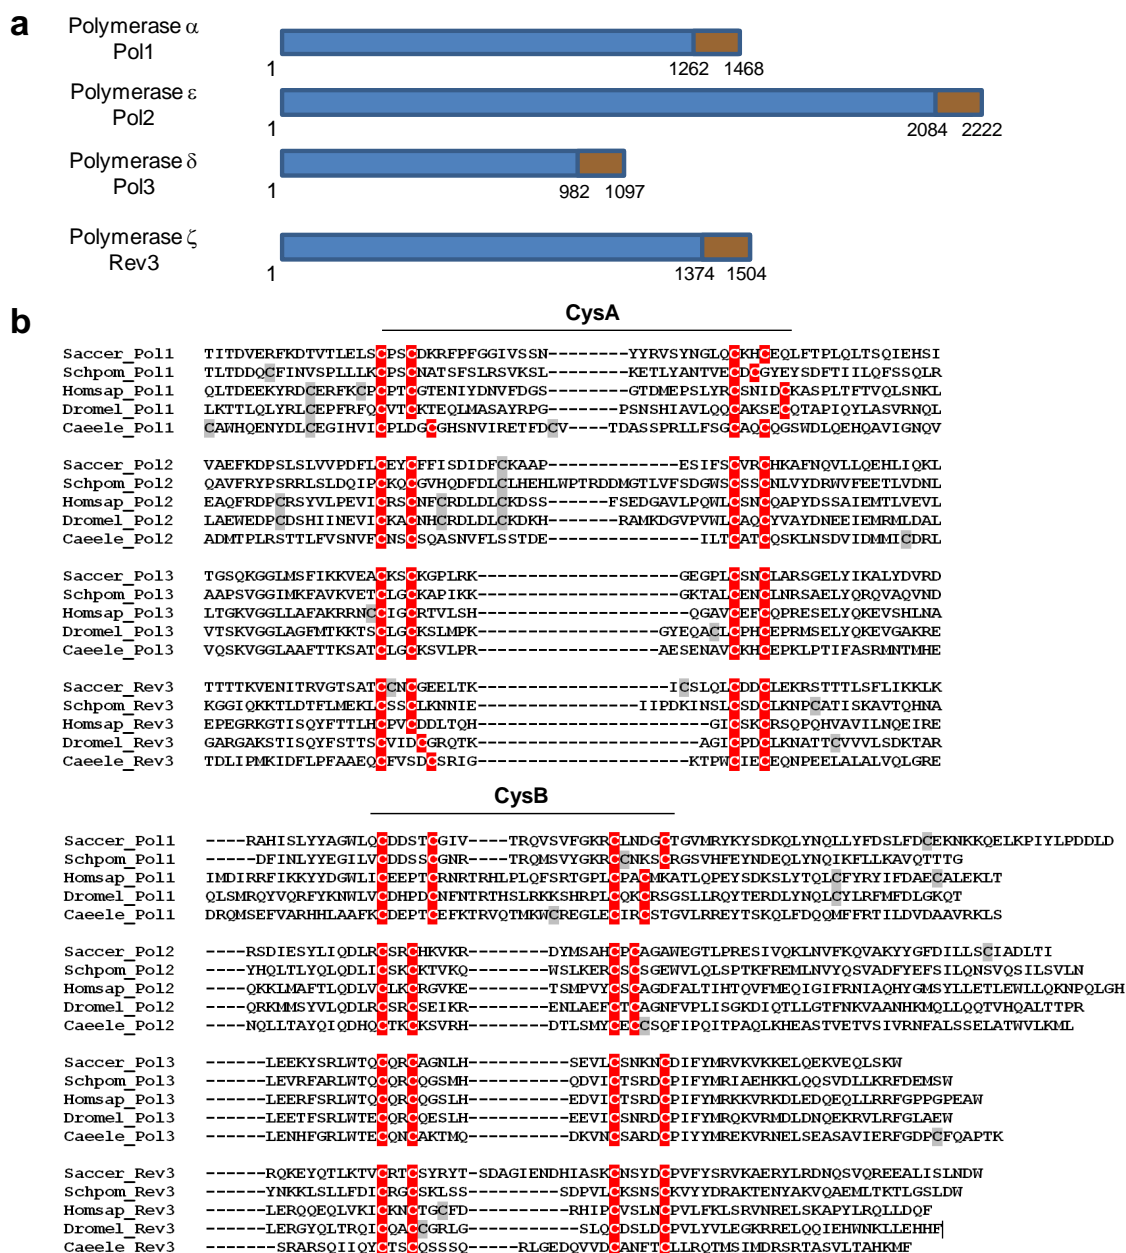 a
Polymerase α
Pol1
1
1262 1468
Polymerase ε
Pol2
1
2084 2222
Polymerase δ
Pol3
1
982 1097
Polymerase ζ
Rev3
1
1374 1504
b
CysA
Saccer_Pol1 TITDVERFKDTVTLELSCPSCDKRFPFGGIVSSN--------YYRVSYNGLQCKHCEQLFTPLQLTSQIEHSI
Schpom_Pol1 TLTDDQCFINVSPLLLKCPSCNATSFSLRSVKSL--------KETLYANTVECDCGYEYSDFTIILQFSSQLR
Homsap_Pol1 QLTDEEKYRDCERFKCPCPTCGTENIYDNVFDGS--------GTDMEPSLYRCSNIDCKASPLTFTVQLSNKL
Dromel_Pol1 LKTTLQLYRLCEPFRFQCVTCKTEQLMASAYRPG-------PSNSHIAVLQQCAKSECQTAPIQYLASVRNQL
Caeele_Pol1 CAWHQENYDLCEGIHVICPLDGCGHSNVIRETFDCV----TDASSPRLLFSGCAQCQGSWDLQEHQAVIGNQV
Saccer_Pol2 VAEFKDPSLSLVVPDFLCEYCFFISDIDFCKAAP-------------ESIFSCVRCHKAFNQVLLQEHLIQKL
Schpom_Pol2 QAVFRYPSRRLSLDQIPCKQCGVHQDFDLCLHEHLWPTRDDMGTLVFSDGWSCSSCNLVYDRWVFEETLVDNL
Homsap_Pol2 EAQFRDPCRSYVLPEVICRSCNFCRDLDLCKDSS------FSEDGAVLPQWLCSNCQAPYDSSAIEMTLVEVL
Dromel_Pol2 LAEWEDPCDSHIINEVICKACNHCRDLDLCKDKH-------RAMKDGVPVWLCAQCYVAYDNEEIEMRMLDAL
Caeele_Pol2 ADMTPLRSTTLFVSNVFCNSCSQASNVFLSSTDE---------------ILTCATCQSKLNSDVIDMMICDRL
Saccer_Pol3 TGSQKGGLMSFIKKVEACKSCKGPLRK--------------------GEGPLCSNCLARSGELYIKALYDVRD
Schpom_Pol3 AAPSVGGIMKFAVKVETCLGCKAPIKK--------------------GKTALCENCLNRSAELYQRQVAQVND
Homsap_Pol3 LTGKVGGLLAFAKRRNCCIGCRTVLSH---------------------QGAVCEFCQPRESELYQKEVSHLNA
Dromel_Pol3 VTSKVGGLAGFMTKKTSCLGCKSLMPK------------------GYEQACLCPHCEPRMSELYQKEVGAKRE
Caeele_Pol3 VQSKVGGLAAFTTKSATCLGCKSVLPR------------------AESENAVCKHCEPKLPTIFASRMNTMHE
Saccer_Rev3 TTTTKVENITRVGTSATCCNCGEELTK-------------------ICSLQLCDDCLEKRSTTTLSFLIKKLK
Schpom_Rev3 KGGIQKKTLDTFLMEKLCSSCLKNNIE----------------IIPDKINSLCSDCLKNPCATISKAVTQHNA
Homsap_Rev3 EPEGRKGTISQYFTTLHCPVCDDLTQH-----------------------GICSKCRSQPQHVAVILNQEIRE
Dromel_Rev3 GARGAKSTISQYFSTTSCVIDCGRQTK----------------------AGICPDCLKNATTCVVVLSDKTAR
Caeele_Rev3 TDLIPMKIDFLPFAAEQCFVSDCSRIG---------------------KTPWCIECEQNPEELALALVQLGRE
CysB
Saccer_Pol1 ----RAHISLYYAGWLQCDDSTCGIV----TRQVSVFGKRCLNDGCTGVMRYKYSDKQLYNQLLYFDSLFDCEKNKKQELKPIYLPDDLD
Schpom_Pol1 -----DFINLYYEGILVCDDSSCGNR----TRQMSVYGKRCCNKSCRGSVHFEYNDEQLYNQIKFLLKAVQTTTG
Homsap_Pol1 IMDIRRFIKKYYDGWLICEEPTCRNRTRHLPLQFSRTGPLCPACMKATLQPEYSDKSLYTQLCFYRYIFDAECALEKLT
Dromel_Pol1 QLSMRQYVQRFYKNWLVCDHPDCNFNTRTHSLRKKSHRPLCQKCRSGSLLRQYTERDLYNQLCYLRFMFDLGKQT
Caeele_Pol1 DRQMSEFVARHHLAAFKCDEPTCEFKTRVQTMKWCREGLECIRCSTGVLRREYTSKQLFDQQMFFRTILDVDAAVRKLS
Saccer_Pol2 ----RSDIESYLIQDLRCSRCHKVKR--------DYMSAHCPCAGAWEGTLPRESIVQKLNVFKQVAKYYGFDILLSCIADLTI
Schpom_Pol2 ----YHQLTLYQLQDLICSKCKTVKQ--------WSLKERCSCSGEWVLQLSPTKFREMLNVYQSVADFYEFSILQNSVQSILSVLN
Homsap_Pol2 ----QKKLMAFTLQDLVCLKCRGVKE--------TSMPVYCSCAGDFALTIHTQVFMEQIGIFRNIAQHYGMSYLLETLEWLLQKNPQLGH
Dromel_Pol2 ----QRKMMSYVLQDLRCSRCSEIKR--------ENLAEFCTCAGNFVPLISGKDIQTLLGTFNKVAANHKMQLLQQTVHQALTTPR
Caeele_Pol2 ----NQLLTAYQIQDHQCTKCKSVRH--------DTLSMYCECCSQFIPQITPAQLKHEASTVETVSIVRNFALSSELATWVLKML
Saccer_Pol3 ------LEEKYSRLWTQCQRCAGNLH----------SEVLCSNKNCDIFYMRVKVKKELQEKVEQLSKW
Schpom_Pol3 ------LEVRFARLWTQCQRCQGSMH----------QDVICTSRDCPIFYMRIAEHKKLQQSVDLLKRFDEMSW
Homsap_Pol3 ------LEERFSRLWTQCQRCQGSLH----------EDVICTSRDCPIFYMRKKVRKDLEDQEQLLRRFGPPGPEAW
Dromel_Pol3 ------LEETFSRLWTECQRCQESLH----------EEVICSNRDCPIFYMRQKVRMDLDNQEKRVLRFGLAEW
Caeele_Pol3 ------LENHFGRLWTECQNCAKTMQ----------DKVNCSARDCPIYYMREKVRNELSEASAVIERFGDPCFQAPTK
Saccer_Rev3 ------RQKEYQTLKTVCRTCSYRYT-SDAGIENDHIASKCNSYDCPVFYSRVKAERYLRDNQSVQREEALISLNDW
Schpom_Rev3 ------YNKKLSLLFDICRGCSKLSS----------SDPVLCKSNSCKVYYDRAKTENYAKVQAEMLTKTLGSLDW
Homsap_Rev3 ------LERQQEQLVKICKNCTGCFD----------RHIPCVSLNCPVLFKLSRVNRELSKAPYLRQLLDQF
Dromel_Rev3 ------LERGYQLTRQICQACCGRLG-----------SLQCDSLDCPVLYVLEGKRRELQQIEHWNKLLEHHF
Caeele_Rev3 -------SRARSQIIQYCTSCQSSSQ-----RLGEDQVVDCANFTCLLRQTMSIMDRSRTASVLTAHKMF